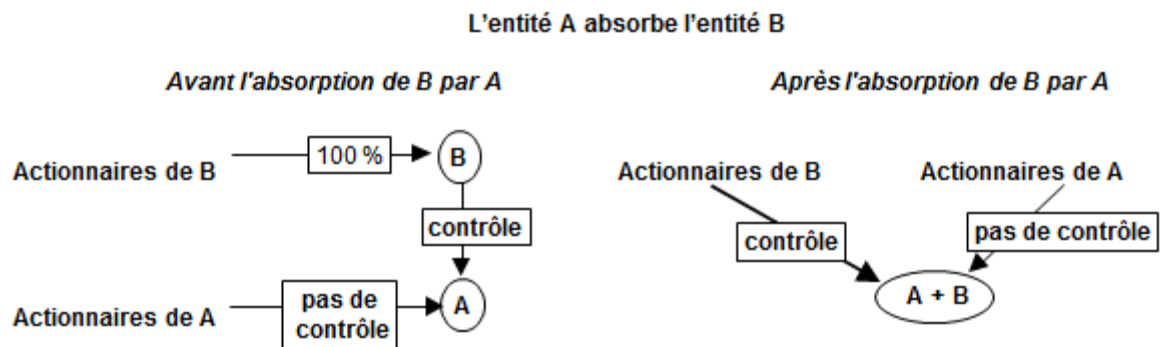 L'entité A absorbe l'entité B
Avant l'absorption de B par A
Actionnaires de B
100 %
B
contrôle
Actionnaires de A
pas de
contrôle
A
Après l'absorption de B par A
Actionnaires de B
Actionnaires de A
contrôle
pas de contrôle
A + B